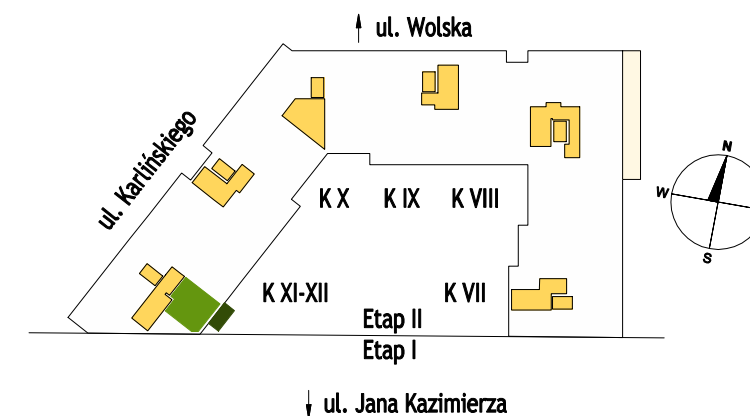 ul. Wolska
ul. Karlińskiego
N
W
S
K X
K IX
K VIII
K XI-XII
K VII
Etap II
Etap I
ul. Jana Kazimierza